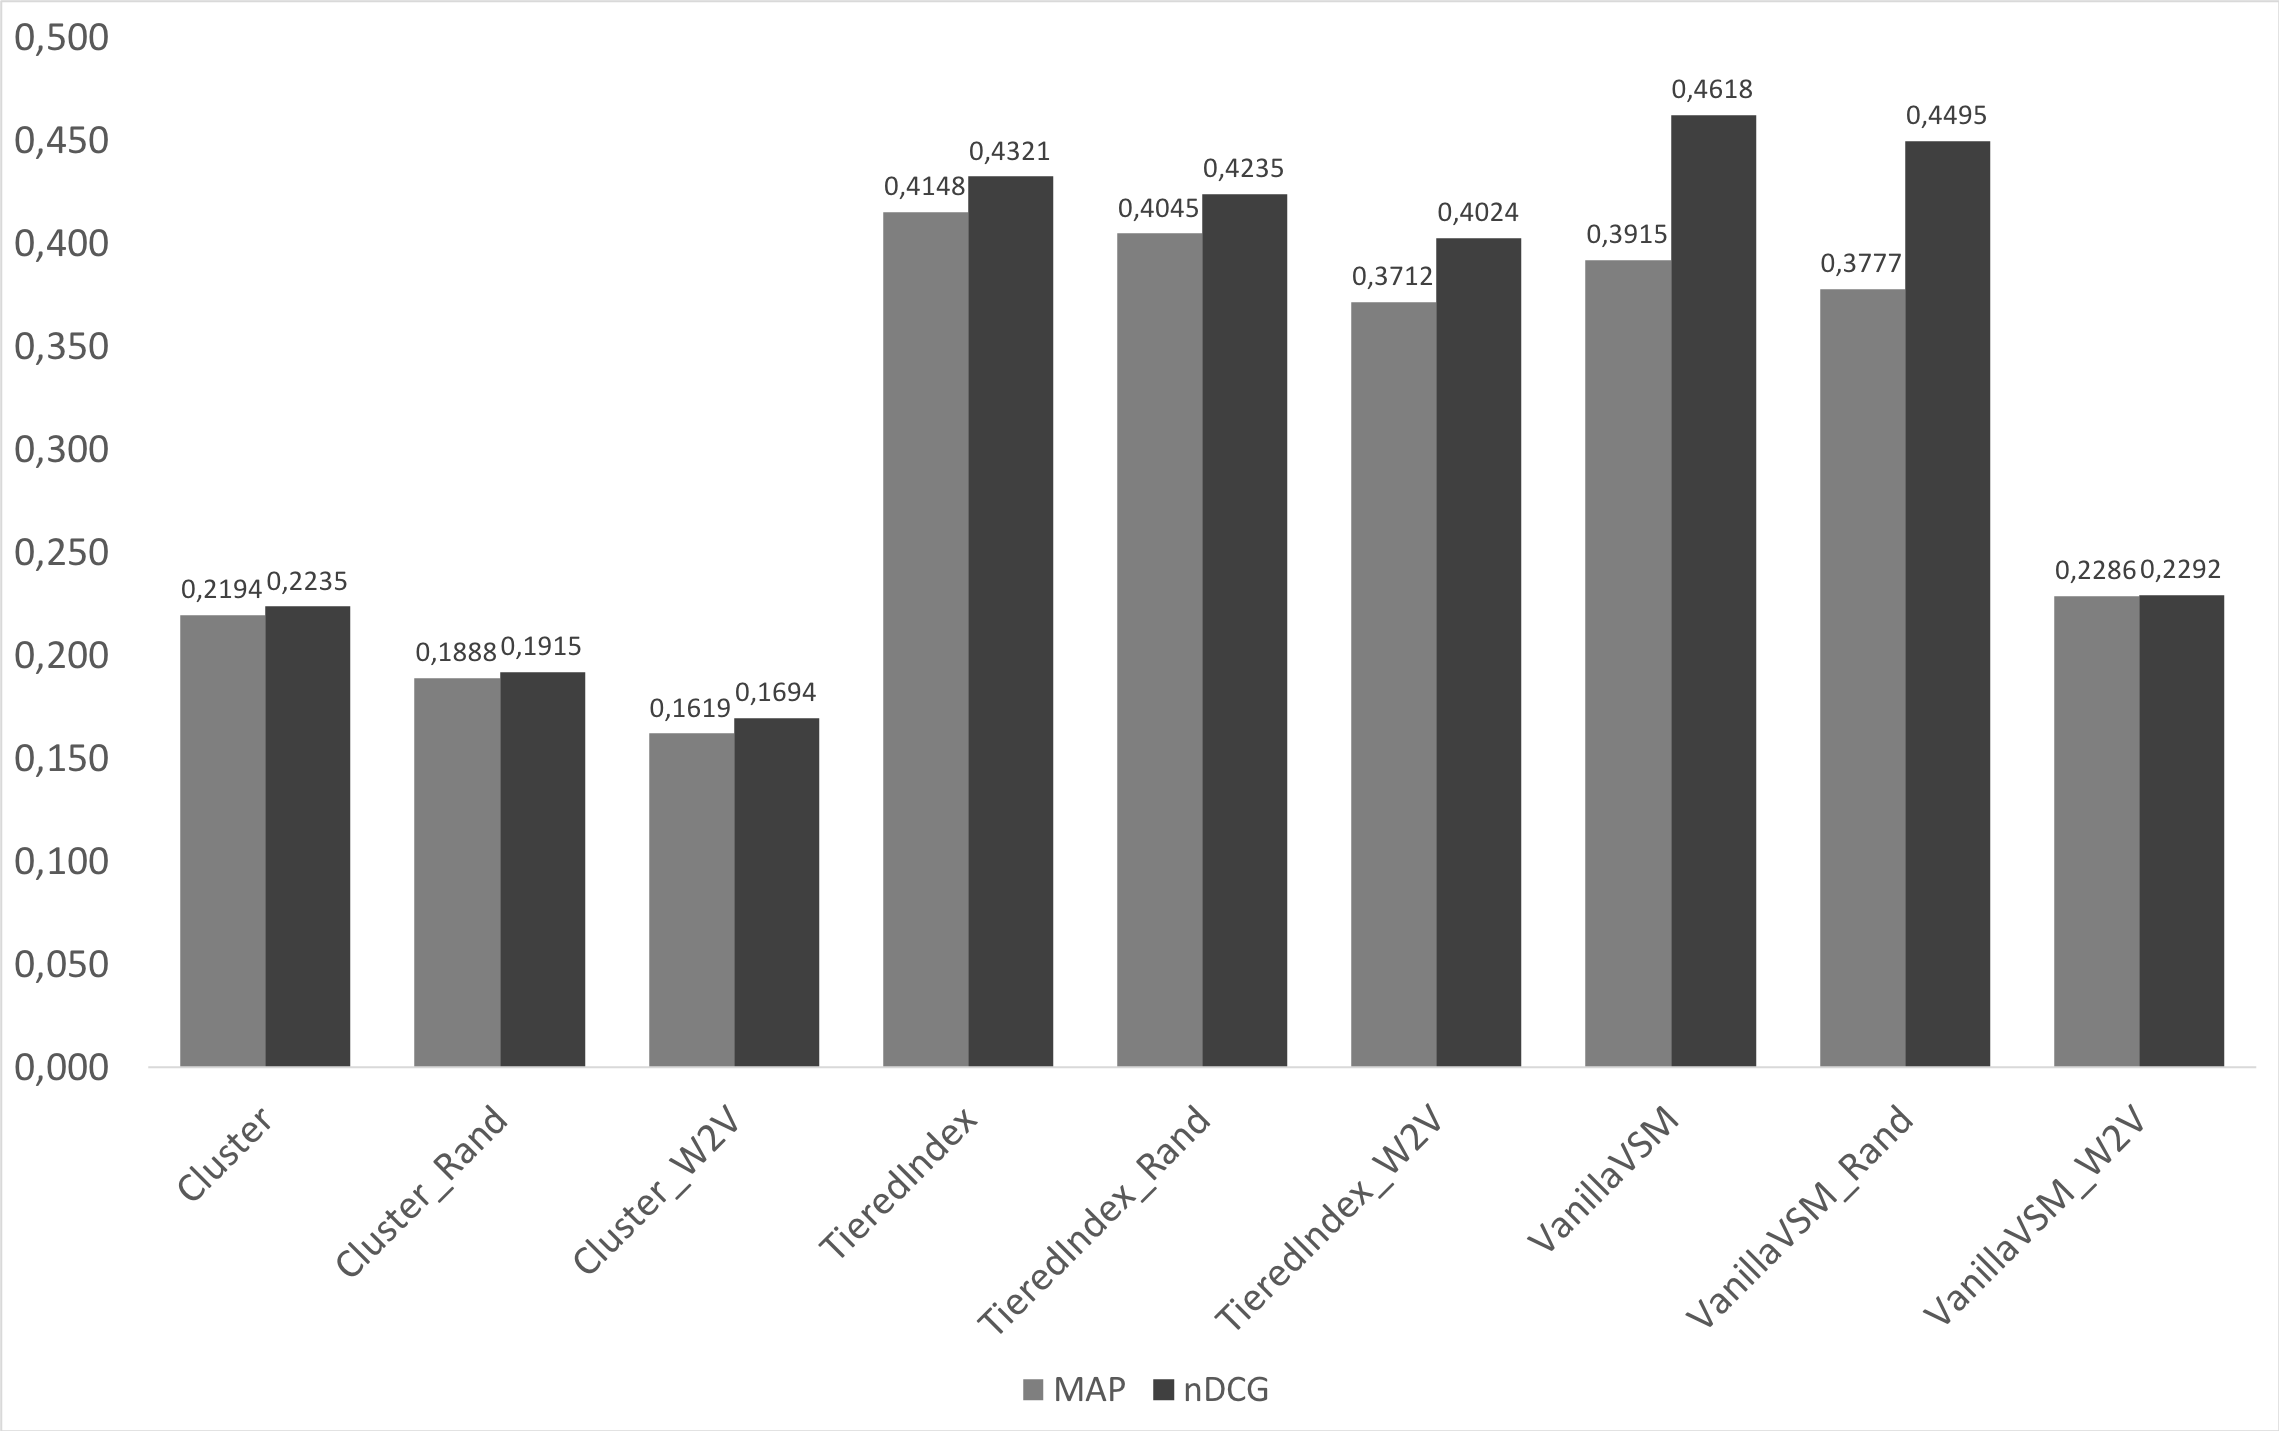 0,500
0,450
0,400
0,350
0,300
0,250
0,200
0,150
0,100
0,050
0,000
0,2194 0,2235
0,1888 0,1915
0,1619 0,1694
0,4148 0,4321
0,4045 0,4235
0,3712 0,4024
0,3915 0,4618
0,3777 0,4495
0,2286 0,2292
Cluster
Cluster_Rand
Cluster_W2V
TieredIndex
TieredIndex_Rand
TieredIndex_W2V
VanillaVSM
VanillaVSM_Rand
VanillaVSM_W2V
MAP nDCG